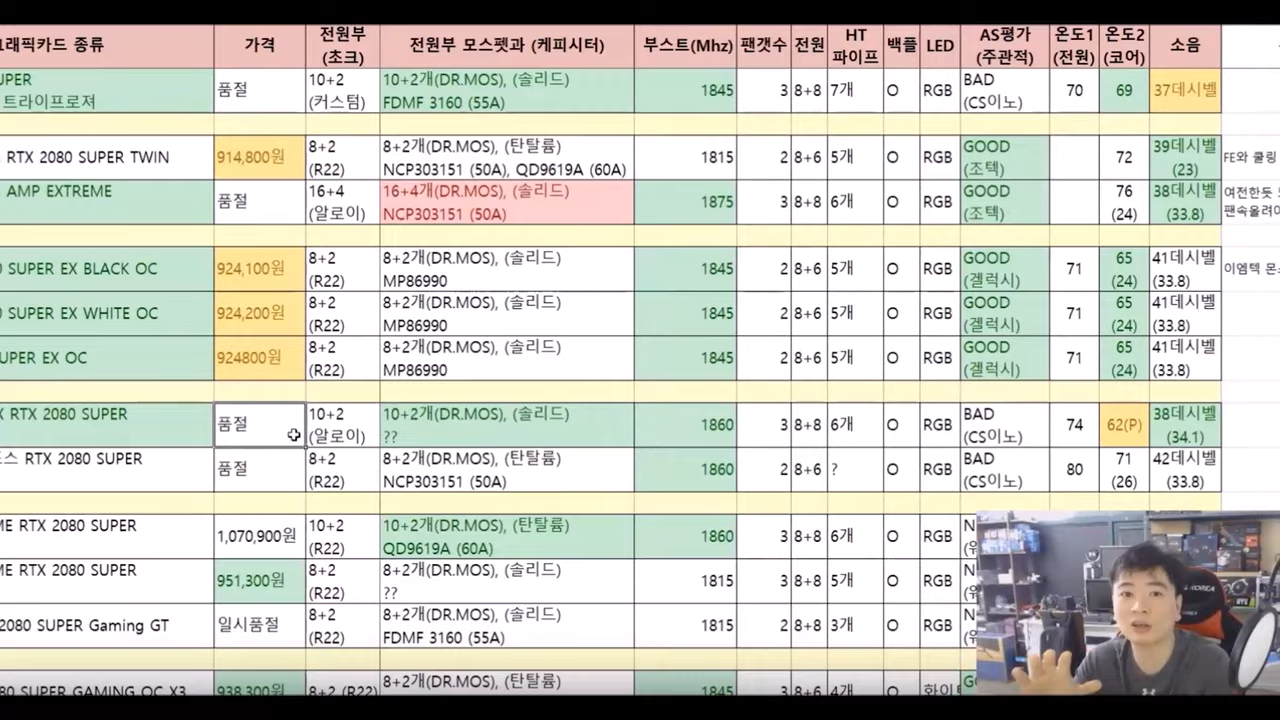 그래픽카드 종류 가격 전원부 (초크) 전원부 모스펫과 (케피시터) 부스트(Mhz) 팬갯수 전원 HT 파이프 백플 LED AS평가 (주관적) 온도1 (전원) 온도2 (코어) 소음
UPER 트라이프로져 품절 10+2 (커스텀) 10+2개(DR.MOS), (솔리드) FDMF 3160 (55A) 1845 3 8+8 7개 O RGB BAD (CS이노) 70 69 37데시벨
RTX 2080 SUPER TWIN 914,800원 8+2 (R22) 8+2개(DR.MOS), (탄탈륨) NCP303151 (50A), QD9619A (60A) 1815 2 8+6 5개 O RGB GOOD (조텍) 72 39데시벨 (23) FE와 쿨링
AMP EXTREME 품절 16+4 (알로이) 16+4개(DR.MOS), (솔리드) NCP303151 (50A) 1875 3 8+8 6개 O RGB GOOD (조텍) 76 (24) 38데시벨 (33.8) 여전한듯 팬속올려이
0 SUPER EX BLACK OC 924,100원 8+2 (R22) 8+2개(DR.MOS), (솔리드) MP86990 1845 2 8+6 5개 O RGB GOOD (겔럭시) 71 65 (24) 41데시벨 (33.8) 이엠텍 몬
0 SUPER EX WHITE OC 924,200원 8+2 (R22) 8+2개(DR.MOS), (솔리드) MP86990 1845 2 8+6 5개 O RGB GOOD (겔럭시) 71 65 (24) 41데시벨 (33.8)
UPER EX OC 924800원 8+2 (R22) 8+2개(DR.MOS), (솔리드) MP86990 1845 2 8+6 5개 O RGB GOOD (겔럭시) 71 65 (24) 41데시벨 (33.8)
X RTX 2080 SUPER 품절 10+2 (알로이) 10+2개(DR.MOS), (솔리드) ?? 1860 3 8+8 6개 O RGB BAD (CS이노) 74 62(P) 38데시벨 (34.1)
스 RTX 2080 SUPER 품절 8+2 (R22) 8+2개(DR.MOS), (탄탈륨) NCP303151 (50A) 1860 2 8+6 ? O RGB BAD (CS이노) 80 71 (26) 42데시벨 (33.8)
ME RTX 2080 SUPER 1,070,900원 10+2 (R22) 10+2개(DR.MOS), (탄탈륨) QD9619A (60A) 1860 3 8+8 6개 O RGB
ME RTX 2080 SUPER 951,300원 8+2 (R22) 8+2개(DR.MOS), (솔리드) ?? 1815 3 8+8 5개 O RGB
2080 SUPER Gaming GT 일시품절 8+2 (R22) 8+2개(DR.MOS), (솔리드) FDMF 3160 (55A) 1815 2 8+8 3개 O RGB
80 SUPER GAMING OC X3 938,300원 8+2 (R22) 8+2개(DR.MOS), (탄탈륨) 1845 3 8+8 4개 O 화이